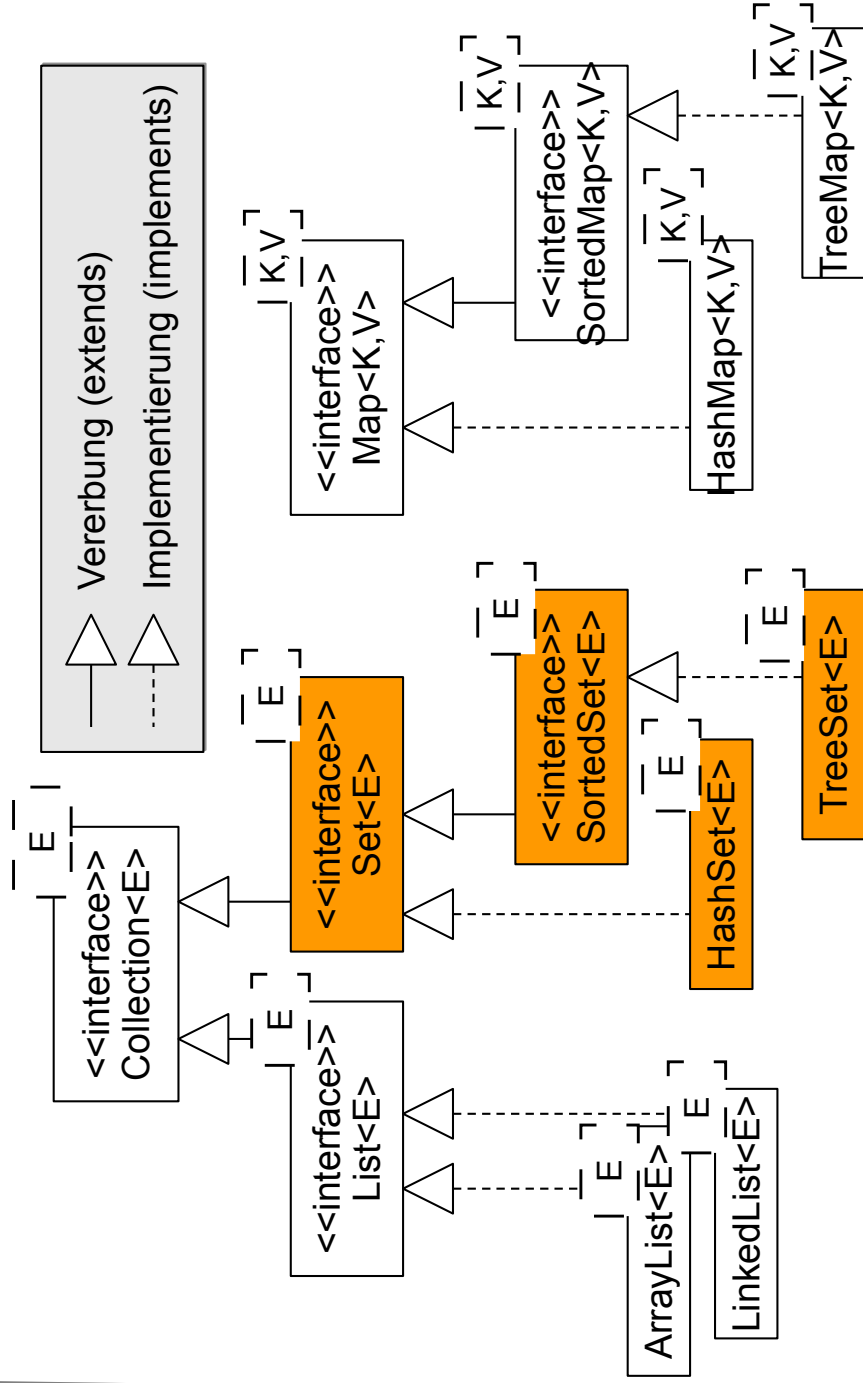 E
<<interface>>
Collection<E>
Vererbung (extends)
Implementierung (implements)
E
<<interface>>
List<E>
E
<<interface>>
Set<E>
K,V
<<interface>>
Map<K,V>
E
<<interface>>
SortedSet<E>
K,V
<<interface>>
SortedMap<K,V>
E
ArrayList<E>
E
LinkedList<E>
E
HashSet<E>
K,V
HashMap<K,V>
E
TreeSet<E>
K,V
TreeMap<K,V>